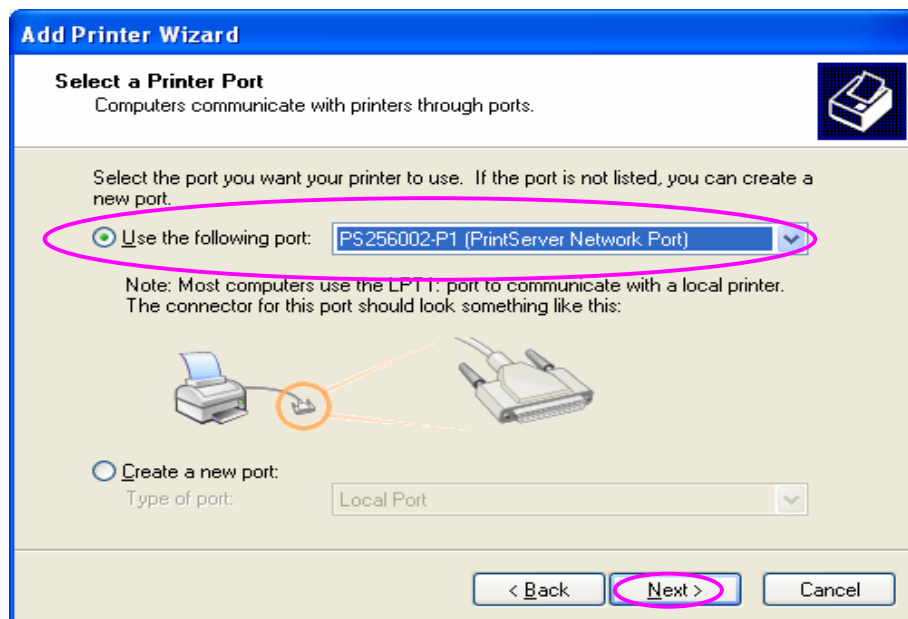 Add Printer Wizard
Select a Printer Port
Computers communicate with printers through ports.
Select the port you want your printer to use. If the port is not listed, you can create a
new port.
Use the following port: PS256002-P1 (PrintServer Network Port)
Note: Most computers use the LPT1: port to communicate with a local printer.
The connector for this port should look something like this:
Create a new port:
Type of port: Local Port
< Back Next > Cancel